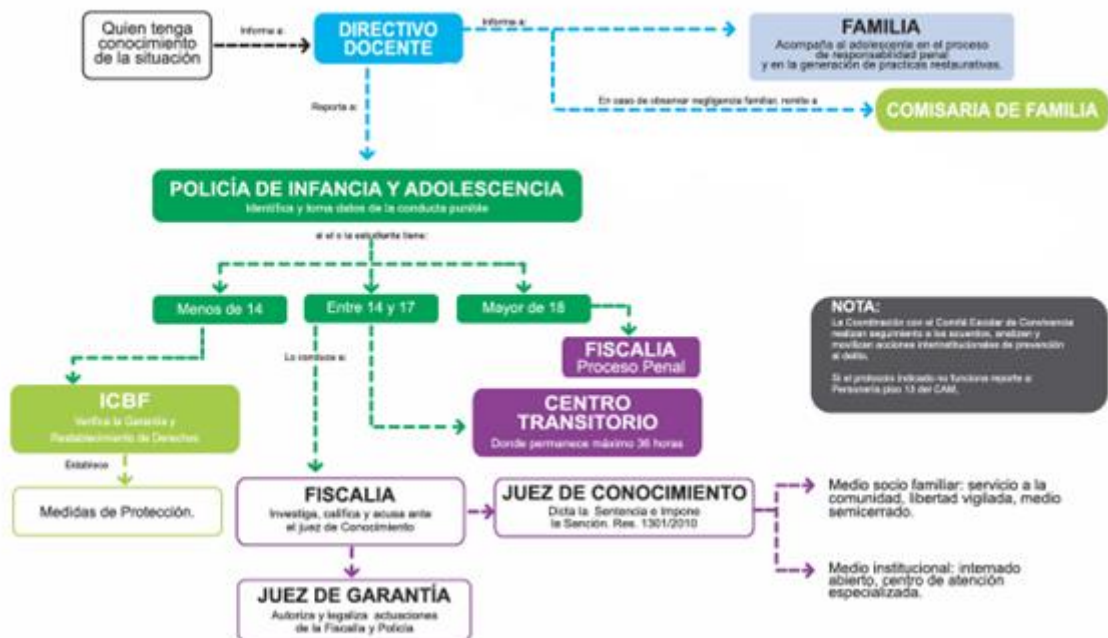 Quien tenga
conocimiento
de la situación
Informa a:
DIRECTIVO
DOCENTE
Informa a:
FAMILIA
Acompaña al adolescente en el proceso
de responsabilidad penal
y en la generación de practicas restaurativas.
En caso de observar negligencia familiar, remite a
COMISARIA DE FAMILIA
Reporta a:
POLICÍA DE INFANCIA Y ADOLESCENCIA
Identifica y toma datos de la conducta punible
si el o la estudiante tiene:
Menos de 14
Entre 14 y 17
Mayor de 18
Lo conduce a:
FISCALIA
Proceso Penal
NOTA:
La Coordinación con el Comité Escolar de Convivencia
realizan seguimiento a los acuerdos, analizan y
movilizan acciones interinstitucionales de prevención
al delito.
Si el protocolo indicado no funciona reporte a:
Personería piso 13 del CAM,
ICBF
Verifica la Garantía y
Restablecimiento de Derechos
CENTRO
TRANSITORIO
Donde permanece máximo 36 horas
Establece
Medidas de Protección.
FISCALIA
Investiga, califica y acusa ante
el juez de Conocimiento
JUEZ DE CONOCIMIENTO
Dicta la Sentencia e Impone
la Sanción. Res. 1301/2010
Medio socio familiar: servicio a la
comunidad, libertad vigilada, medio
semicerrado.
Medio institucional: internado
abierto, centro de atención
especializada.
JUEZ DE GARANTÍA
Autoriza y legaliza actuaciones
de la Fiscalia y Policía